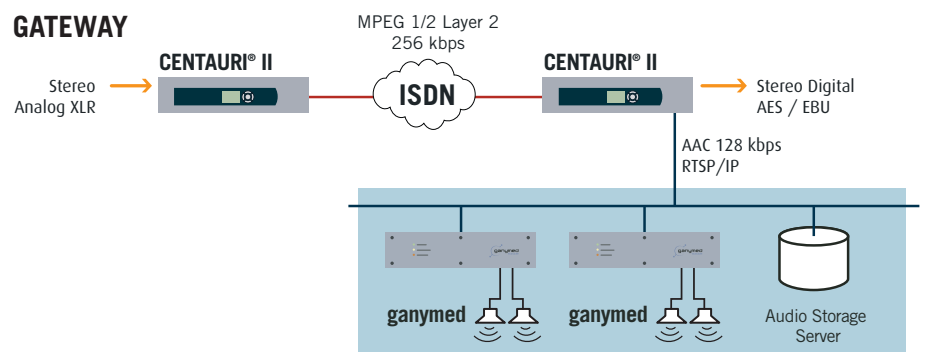 GATEWAY
MPEG 1/2 Layer 2
256 kbps
CENTAURI® II
CENTAURI® II
Stereo
Analog XLR
ISDN
Stereo Digital
AES / EBU
AAC 128 kbps
RTSP/IP
ganymed
ganymed
ganymed
ganymed
Audio Storage
Server